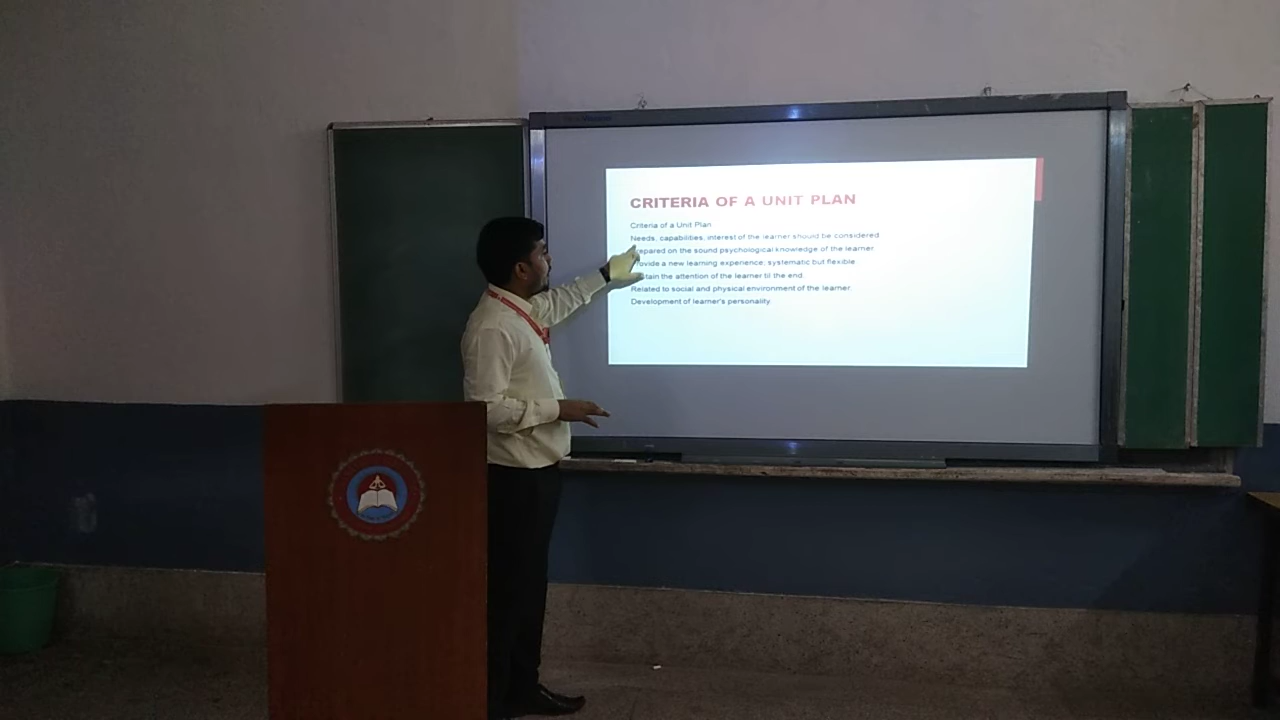 CRITERIA OF A UNIT PLAN
Criteria of a Unit Plan
Needs, capabilities, interest of the learner should be considered
repared on the sound psychological knowledge of the learner
rovide a new learning experience, systematic but flexible
tain the attention of the learner til the end.
Related to social and physical environment of the learner.
Development of learner's personality.